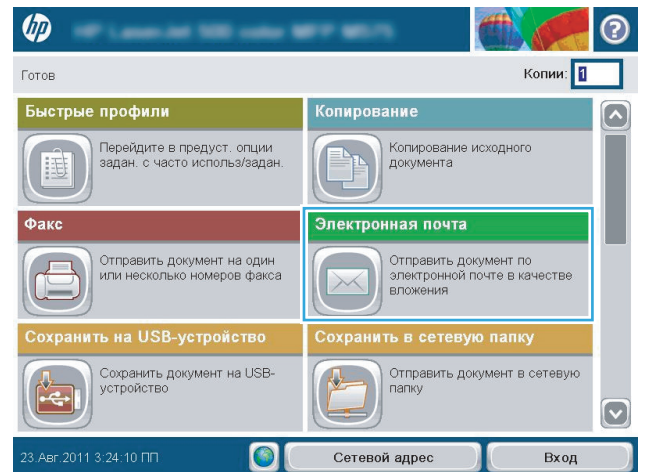 hp
Готов
Копии: 1
Быстрые профили
Перейдите в предуст. опции
задан. с часто использ/задан.
Копирование
Копирование исходного
документа
Факс
Отправить документ на один
или несколько номеров факса
Электронная почта
Отправить документ по
электронной почте в качестве
вложения
Сохранить на USB-устройство
Сохранить документ на USB-
устройство
Сохранить в сетевую папку
Отправить документ в сетевую
папку
23.Авг.2011 3:24:10 ПП
Сетевой адрес
Вход